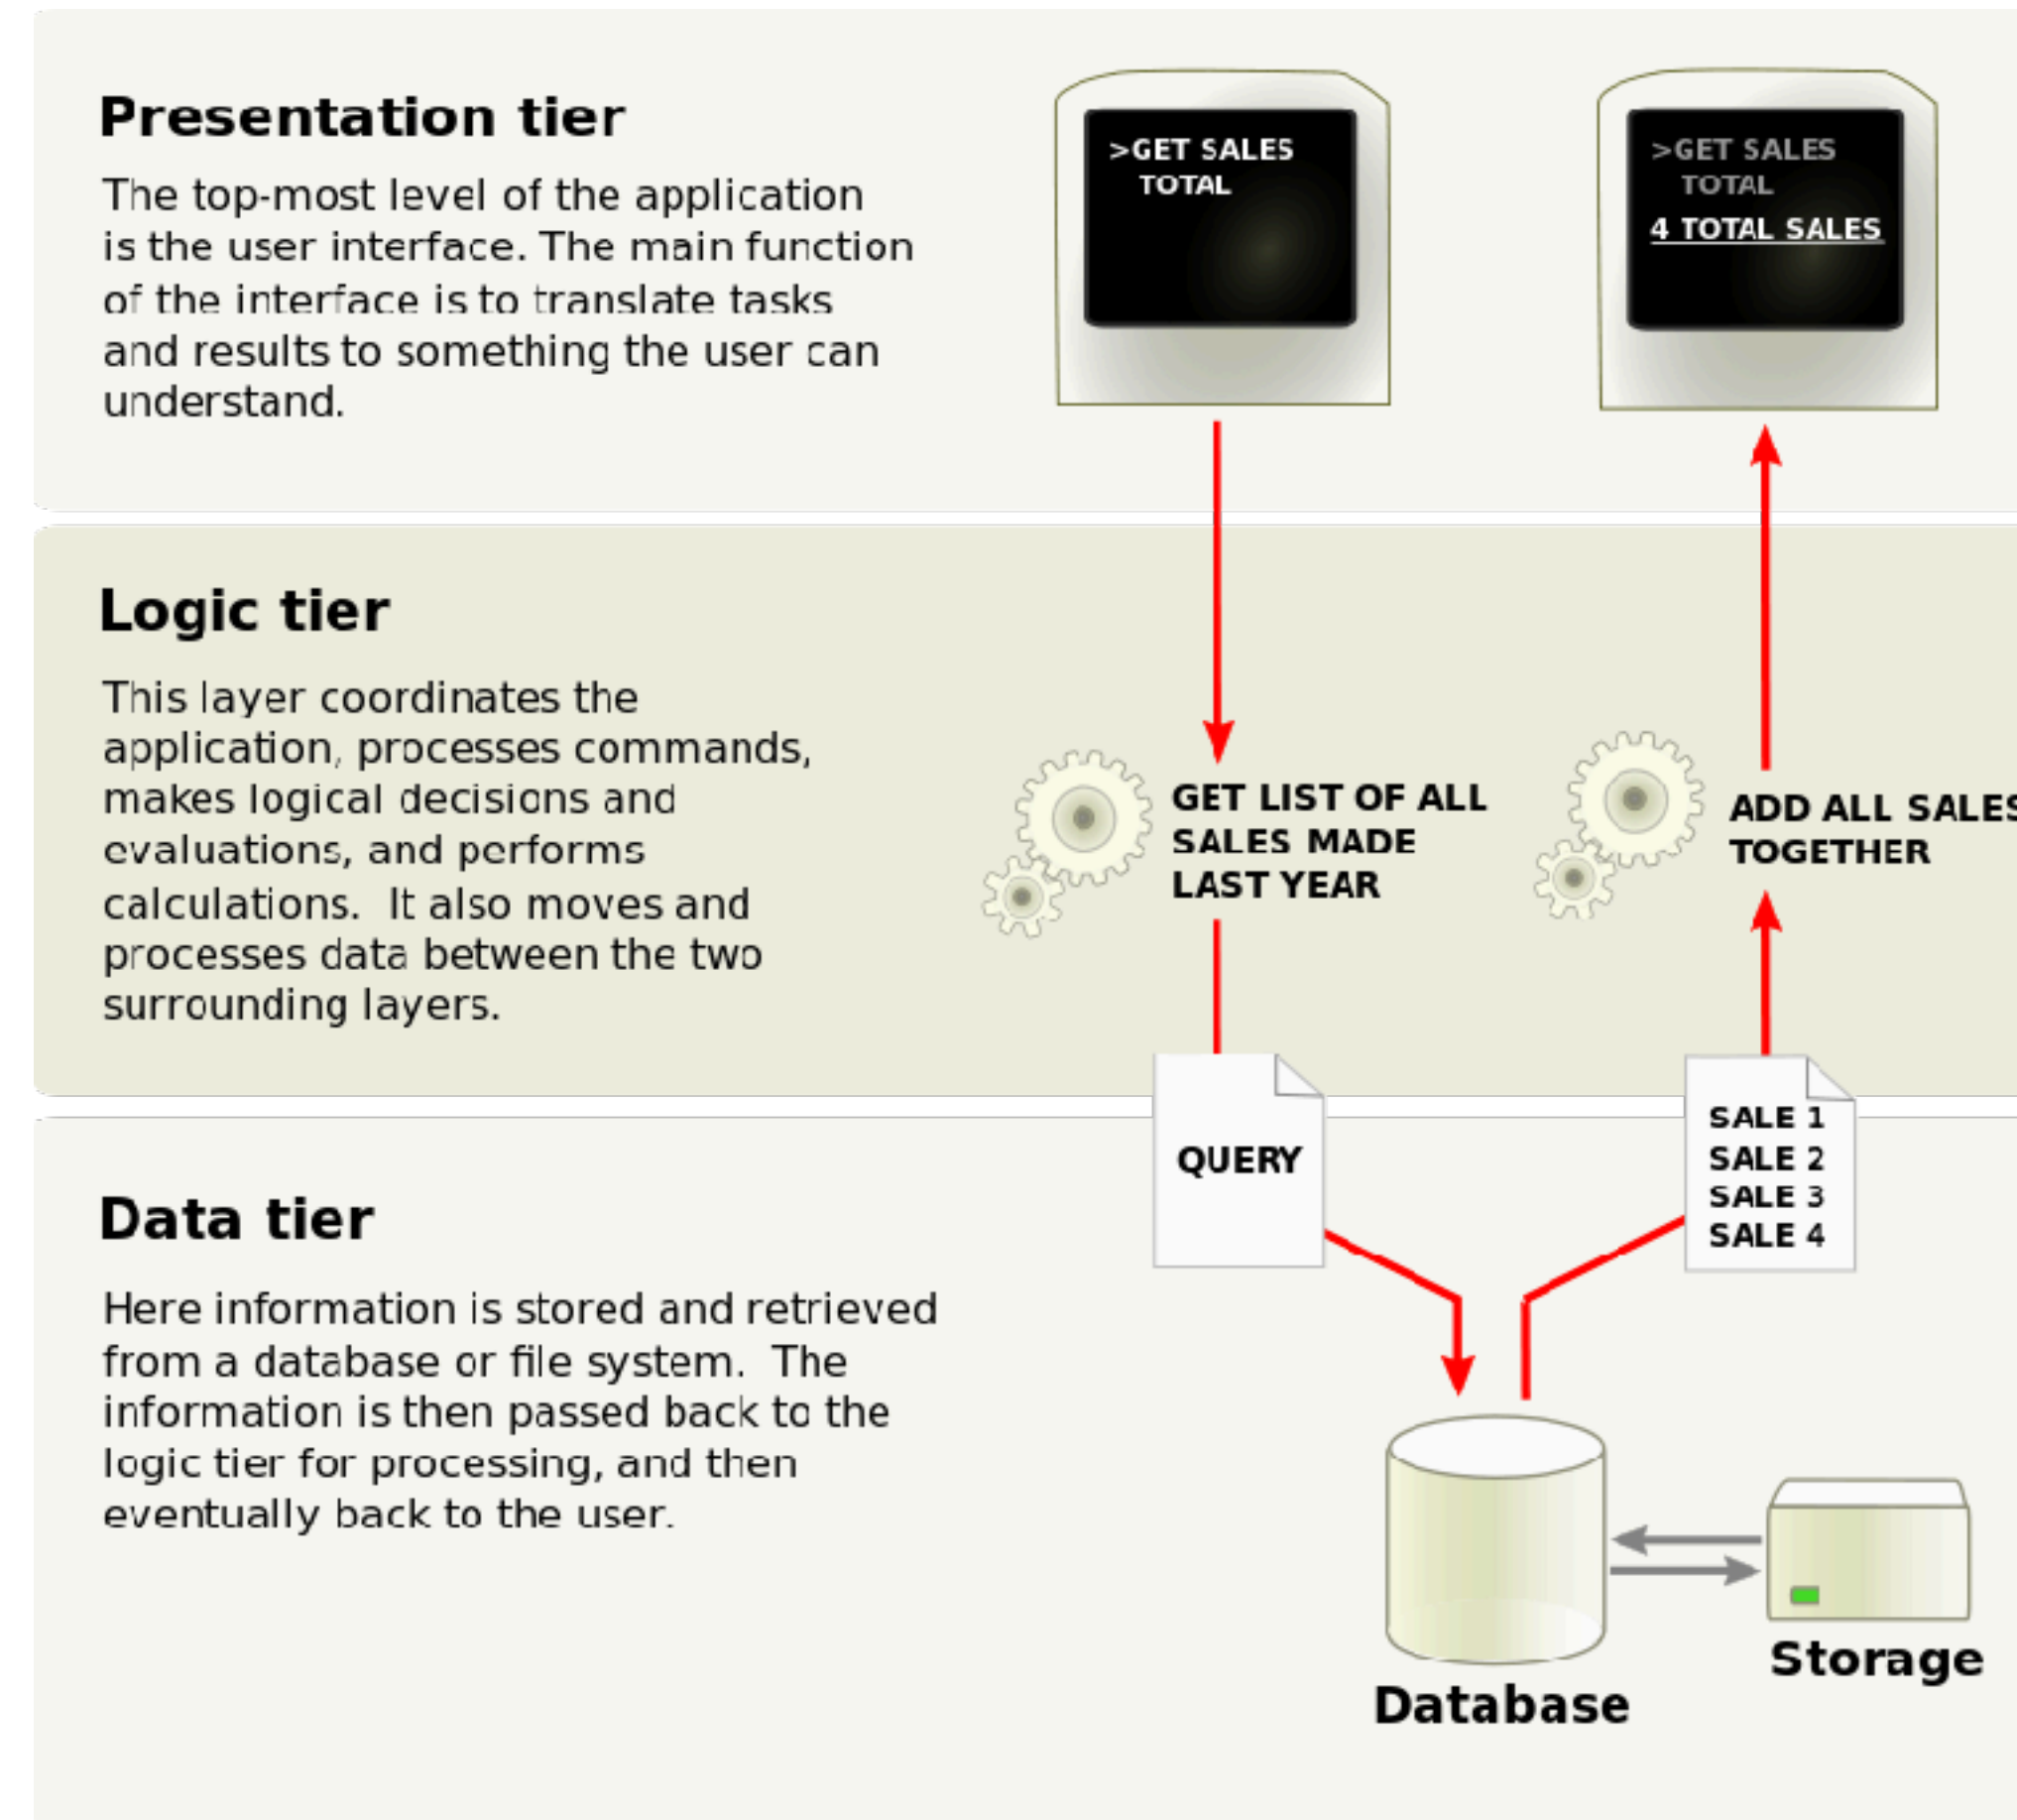 Presentation tier
The top-most level of the application
is the user interface. The main function
of the interface is to translate tasks
and results to something the user can
understand.
>GET SALES
TOTAL
>GET SALES
TOTAL
4 TOTAL SALES
Logic tier
This layer coordinates the
application, processes commands,
makes logical decisions and
evaluations, and performs
calculations.  It also moves and
processes data between the two
surrounding layers.
GET LIST OF ALL
SALES MADE
LAST YEAR
ADD ALL SALES
TOGETHER
QUERY
SALE 1
SALE 2
SALE 3
SALE 4
Data tier
Here information is stored and retrieved
from a database or file system.  The
information is then passed back to the
logic tier for processing, and then
eventually back to the user.
Database
Storage